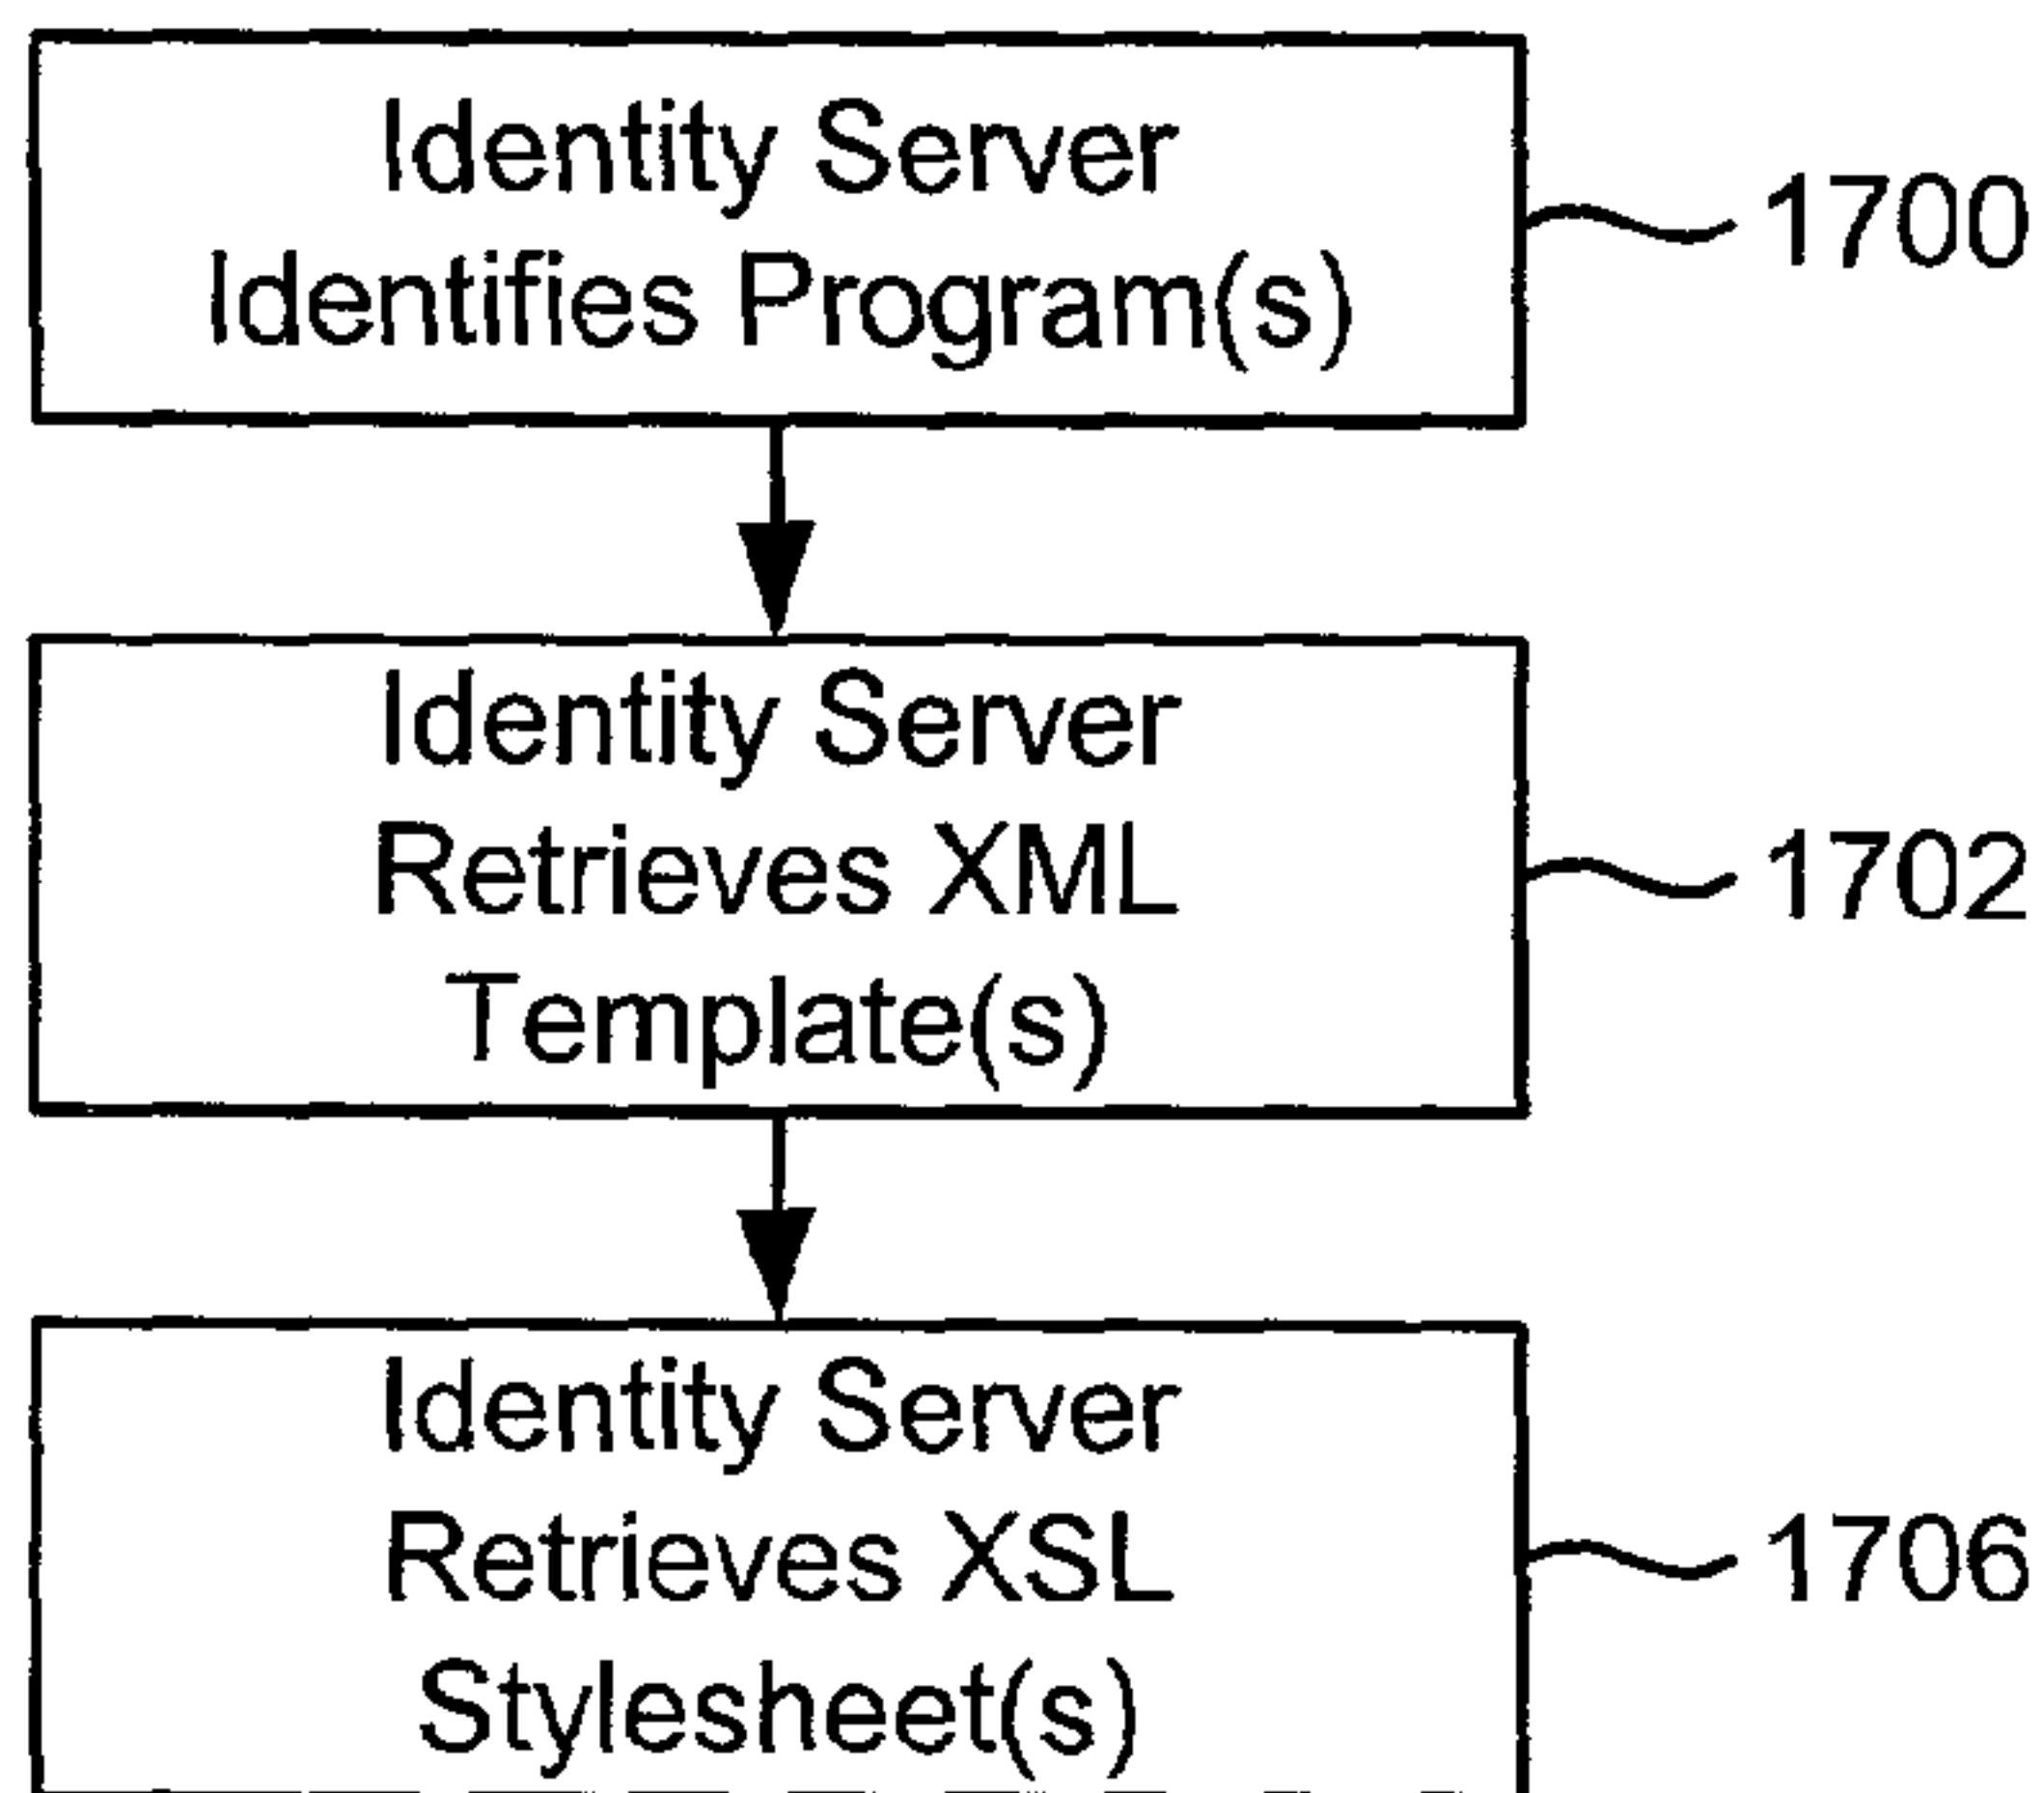 Identity Server
Identifies Program(s)
1700
Identity Server
Retrieves XML
Template(s)
1702
Identity Server
Retrieves XSL
Stylesheet(s)
1706